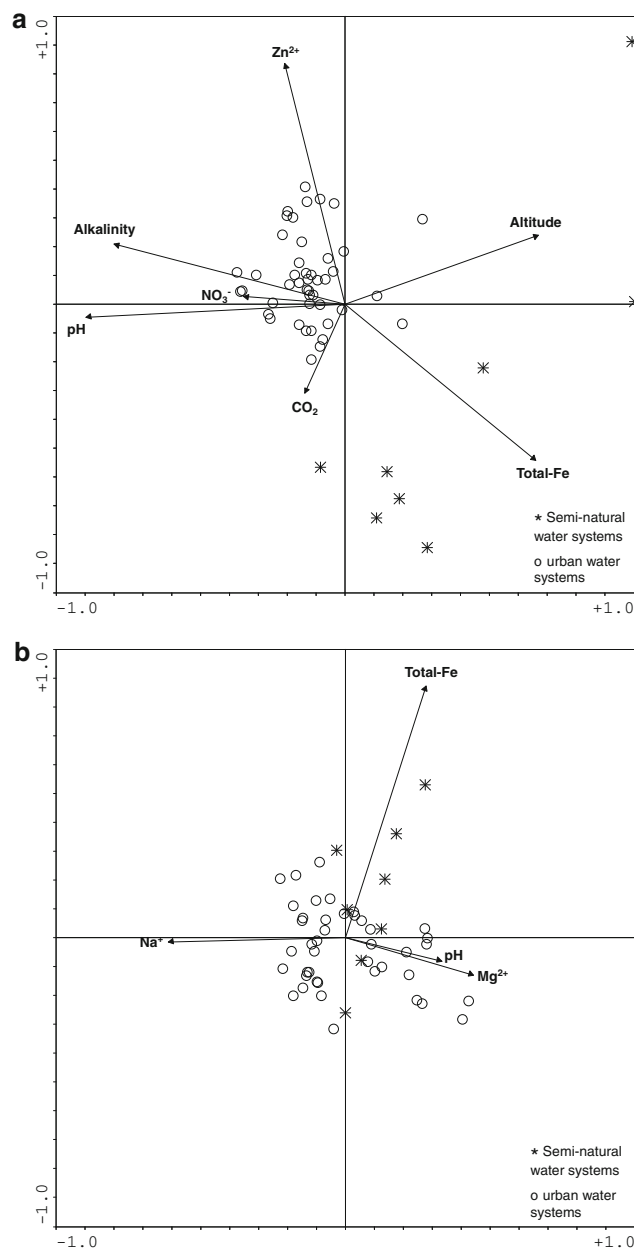 a
+1.0
Zn²⁺
Alkalinity
Altitude
NO₃⁻
pH
CO₂
Total-Fe
* Semi-natural
water systems
o urban water
systems
-1.0
-1.0
+1.0
b
+1.0
Total-Fe
Na⁺
pH
Mg²⁺
* Semi-natural
water systems
o urban water
systems
-1.0
-1.0
+1.0